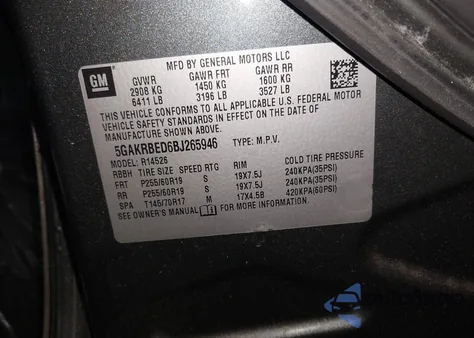 GM
MFD BY GENERAL MOTORS LLC
GVWR GAWR FRT GAWR RR
2908 KG 1450 KG 1600 KG
6411 LB 3196 LB 3527 LB
THIS VEHICLE CONFORMS TO ALL APPLICABLE U.S. FEDERAL MOTOR
VEHICLE SAFETY STANDARDS IN EFFECT ON THE DATE OF
MANUFACTURE SHOWN ABOVE.
5GAKRBED6BJ265946 TYPE: M.P.V.
MODEL: R14526
RBBH TIRE SIZE SPEED RTG RIM COLD TIRE PRESSURE
FRT P255/60R19 S 19X7.5J 240KPA(35PSI)
RR P255/60R19 S 19X7.5J 240KPA(35PSI)
SPA T145/70R17 M 17X4.5B 420KPA(60PSI)
SEE OWNER'S MANUAL FOR MORE INFORMATION.